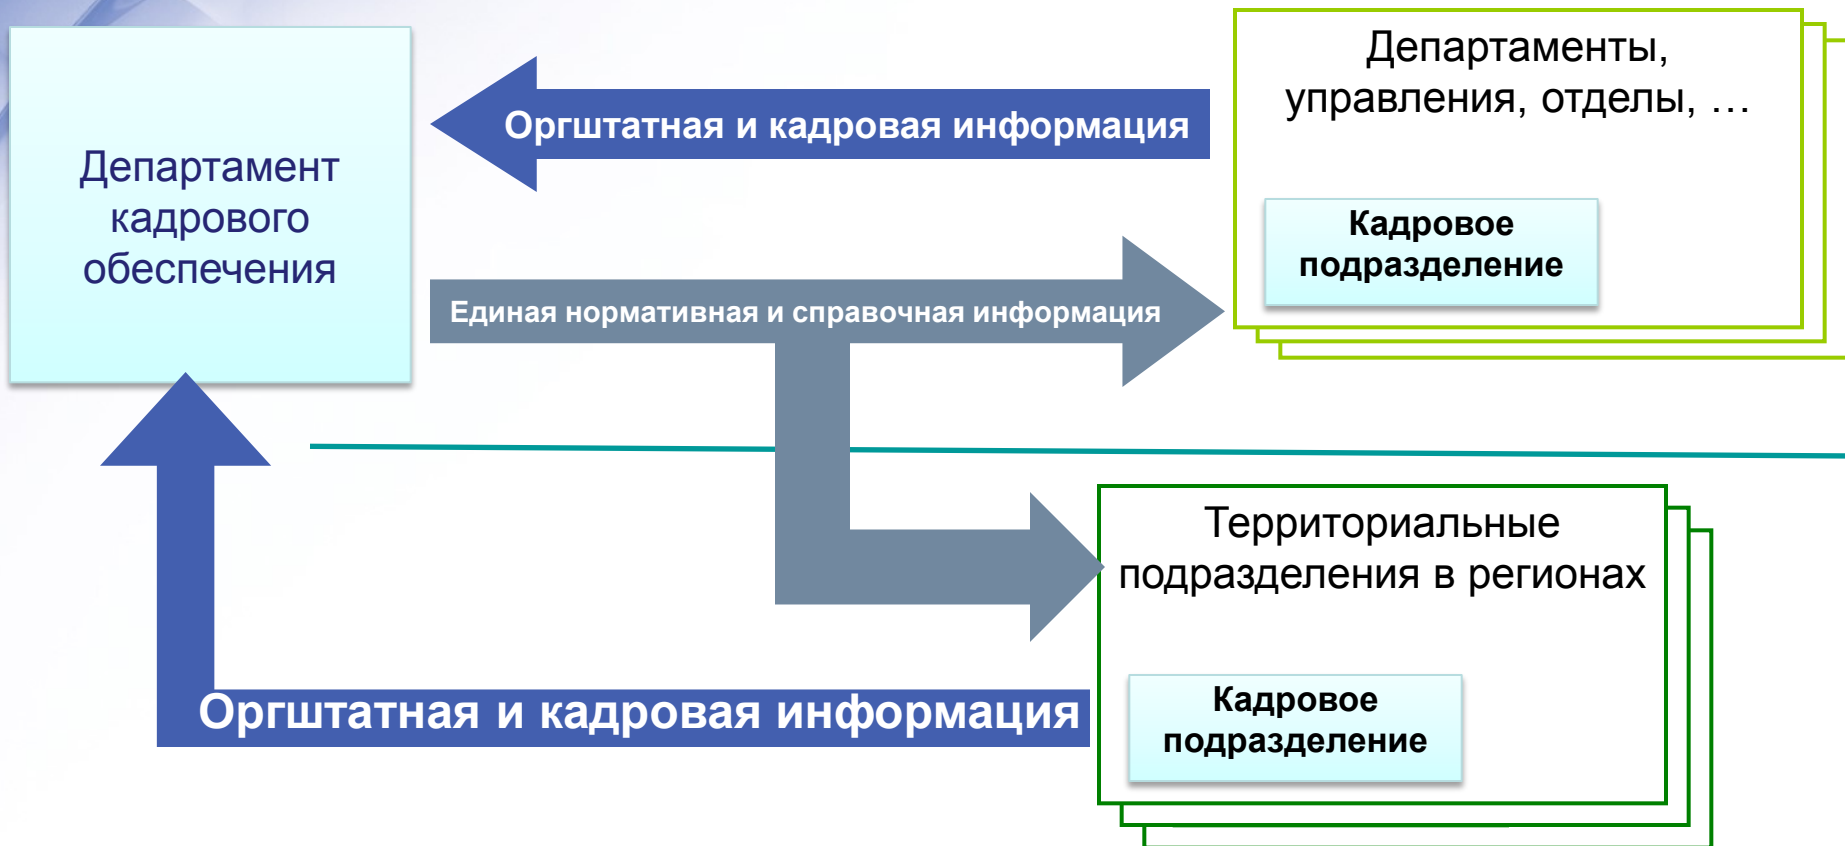 Департамент
кадрового
обеспечения
Оргштатная и кадровая информация
Департаменты,
управления, отделы, …
Кадровое
подразделение
Единая нормативная и справочная информация
Территориальные
подразделения в регионах
Кадровое
подразделение
Оргштатная и кадровая информация